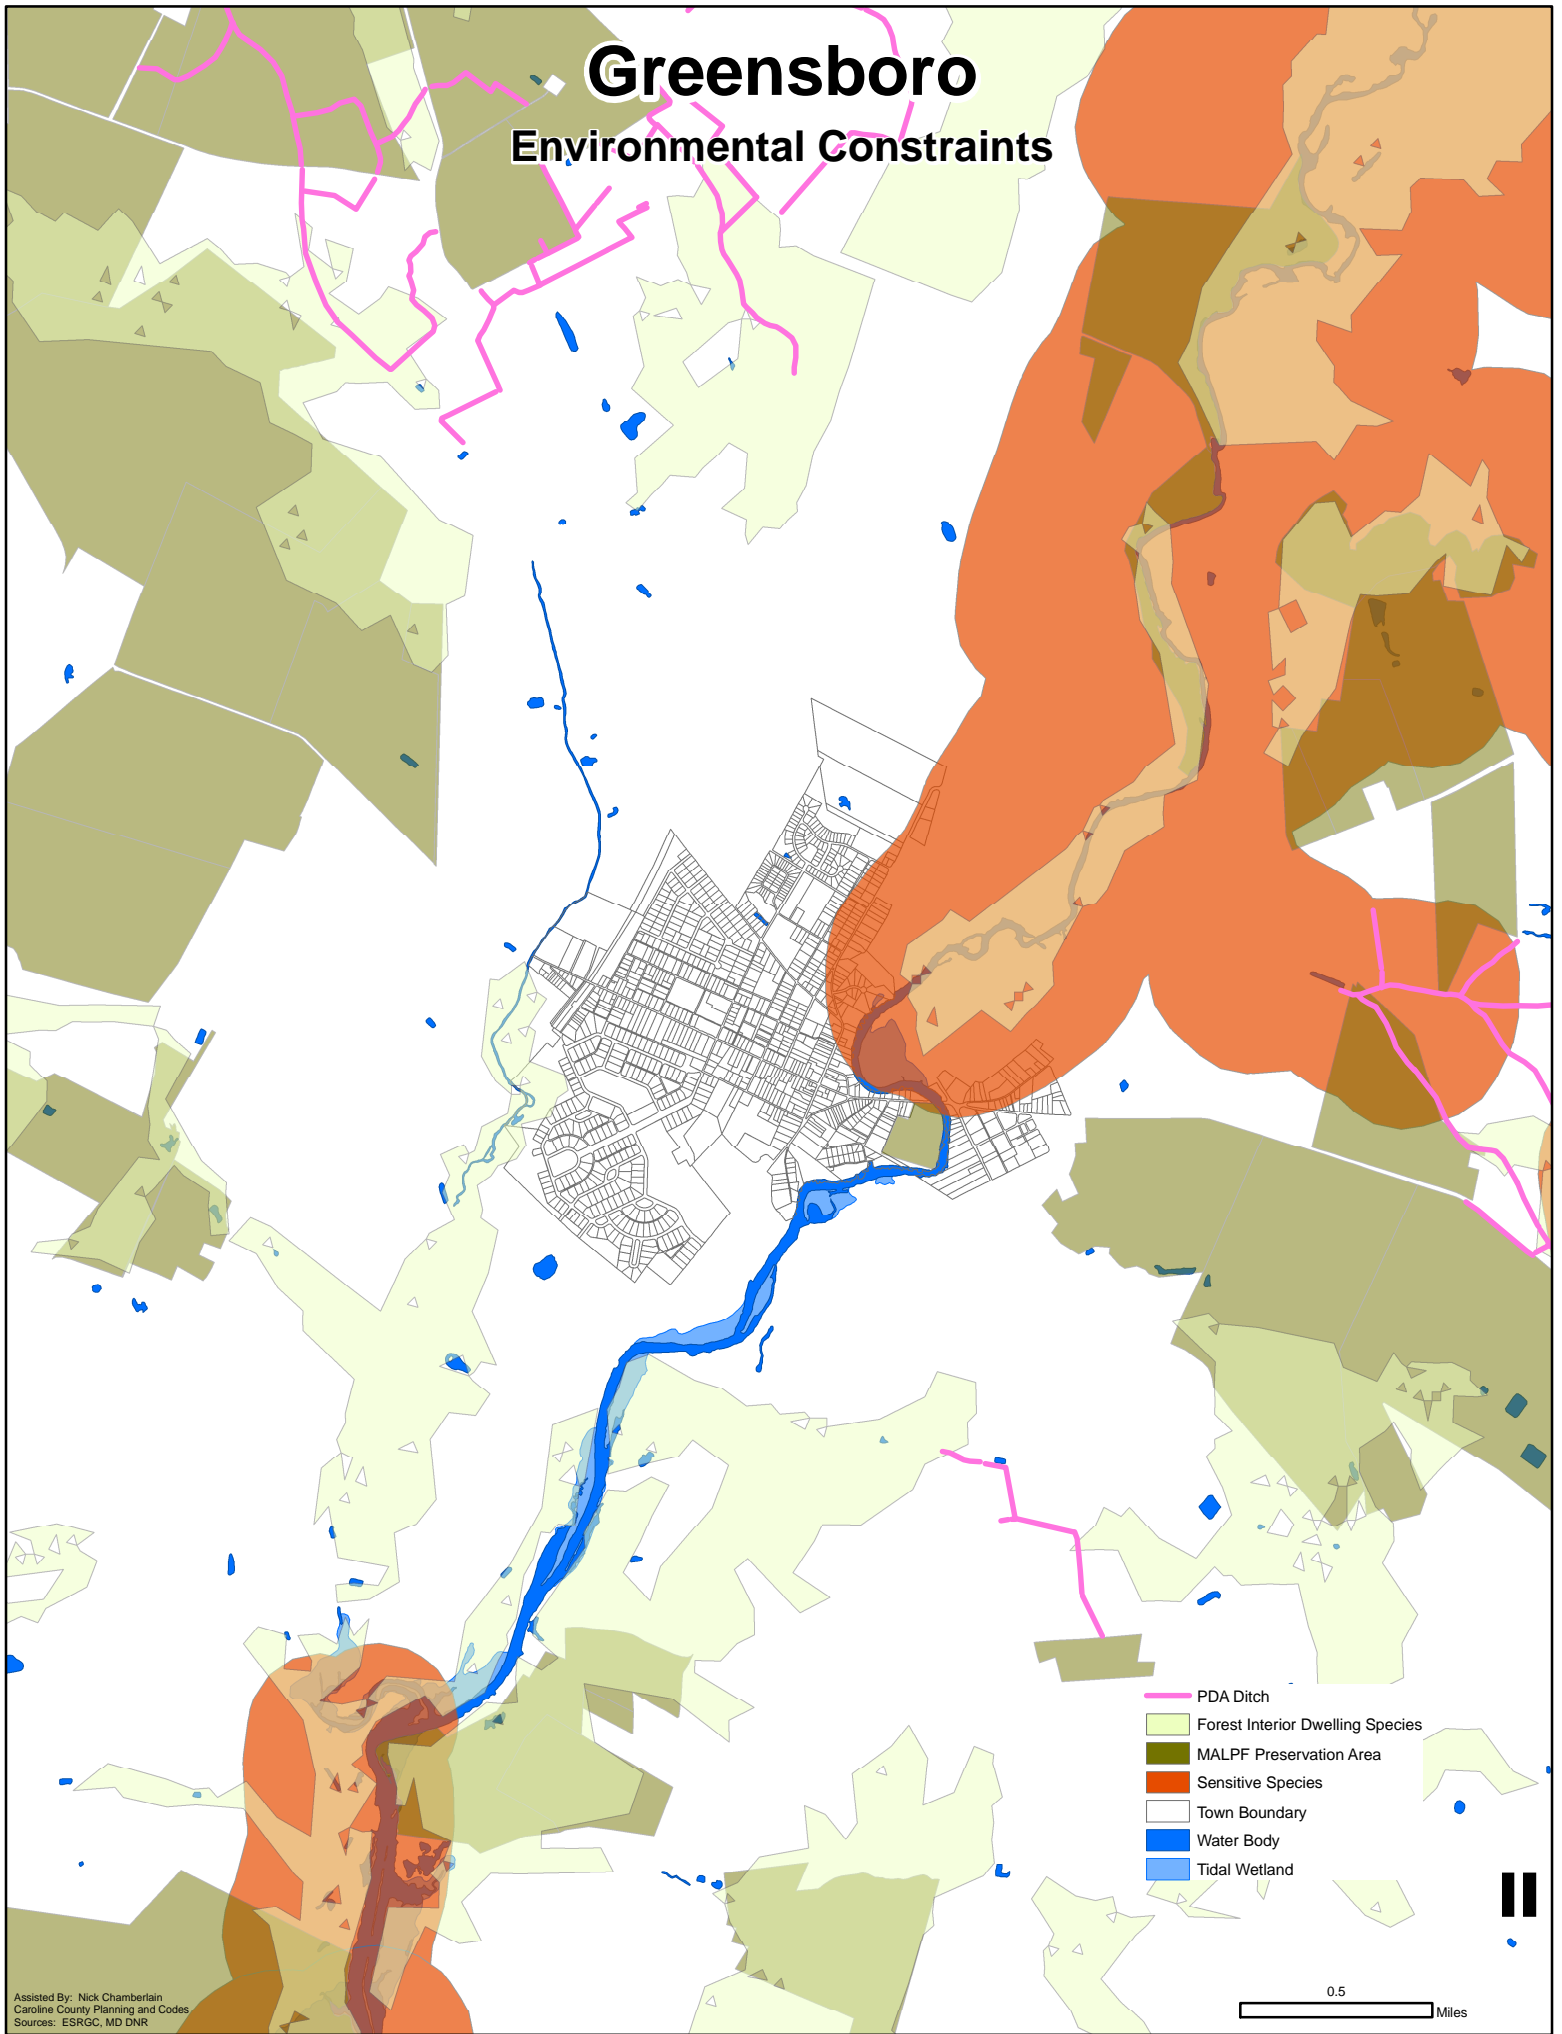 Greensboro
Environmental Constraints
PDA Ditch
Forest Interior Dwelling Species
MALPF Preservation Area
Sensitive Species
Town Boundary
Water Body
Tidal Wetland
Assisted By: Nick Chamberlain
Caroline County Planning and Codes
Sources: ESRGC, MD DNR
0.5
Miles